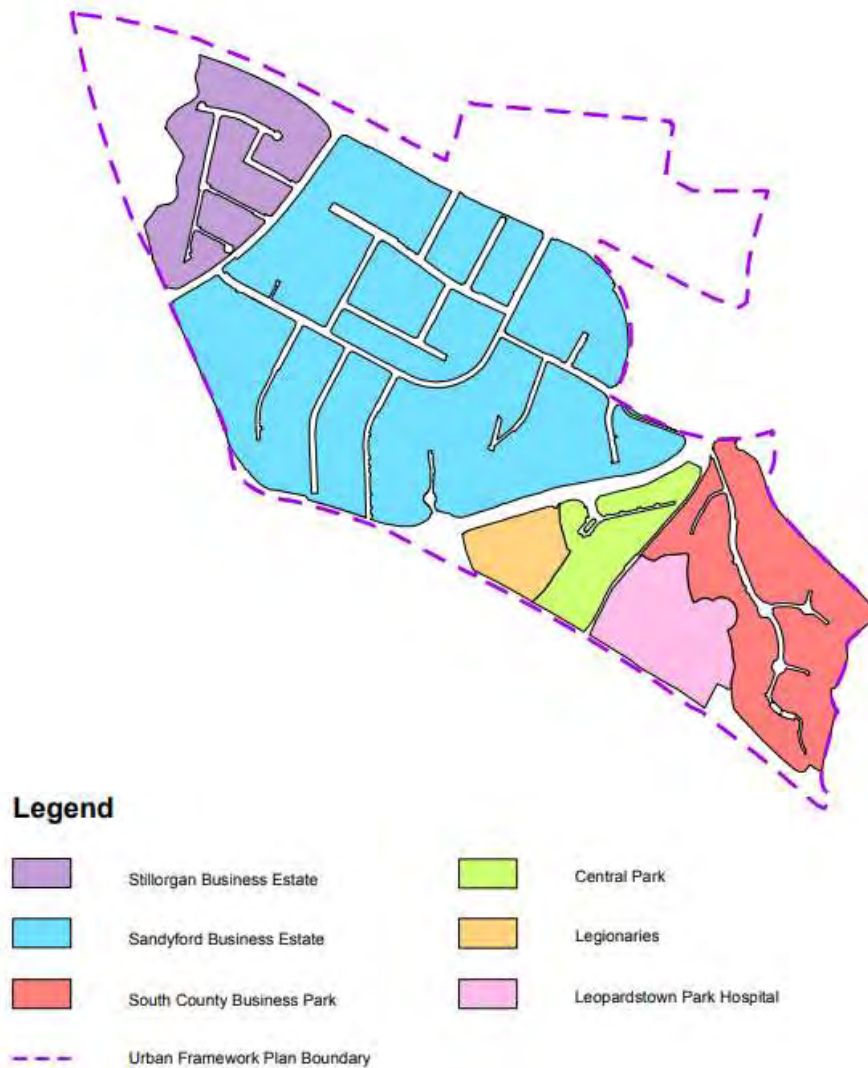 Legend
Stillorgan Business Estate
Central Park
Sandyford Business Estate
Legionaries
South County Business Park
Leopardstown Park Hospital
Urban Framework Plan Boundary